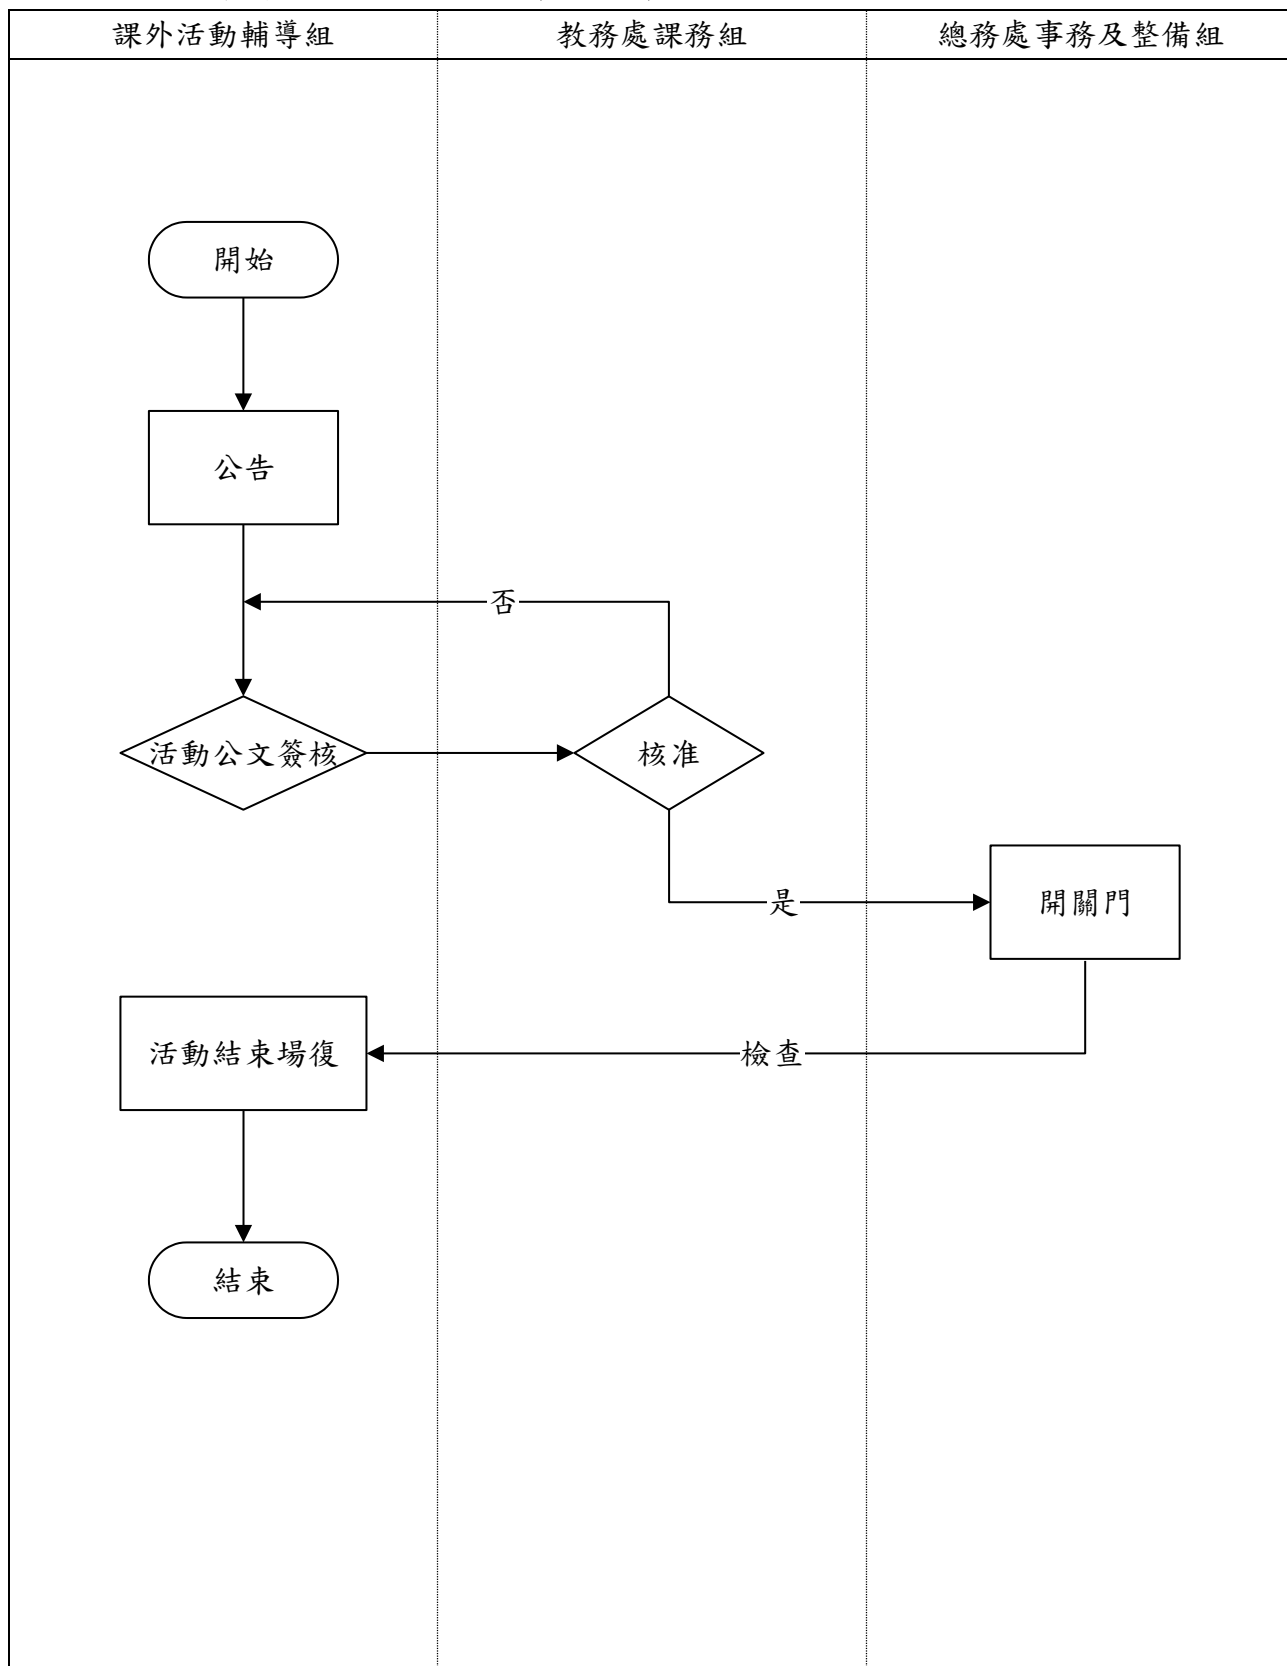 課外活動輔導組
教務處課務組
總務處事務及整備組
開始
公告
否
活動公文簽核
核准
是
開關門
活動結束場復
檢查
結束